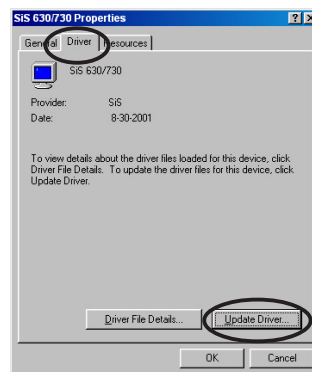 SiS 630/730 Properties
General Driver Resources
SiS 630/730
Provider: SiS
Date: 8-30-2001
To view details about the driver files loaded for this device, click
Driver File Details. To update the driver files for this device, click
Update Driver.
Driver File Details... Update Driver...
OK Cancel